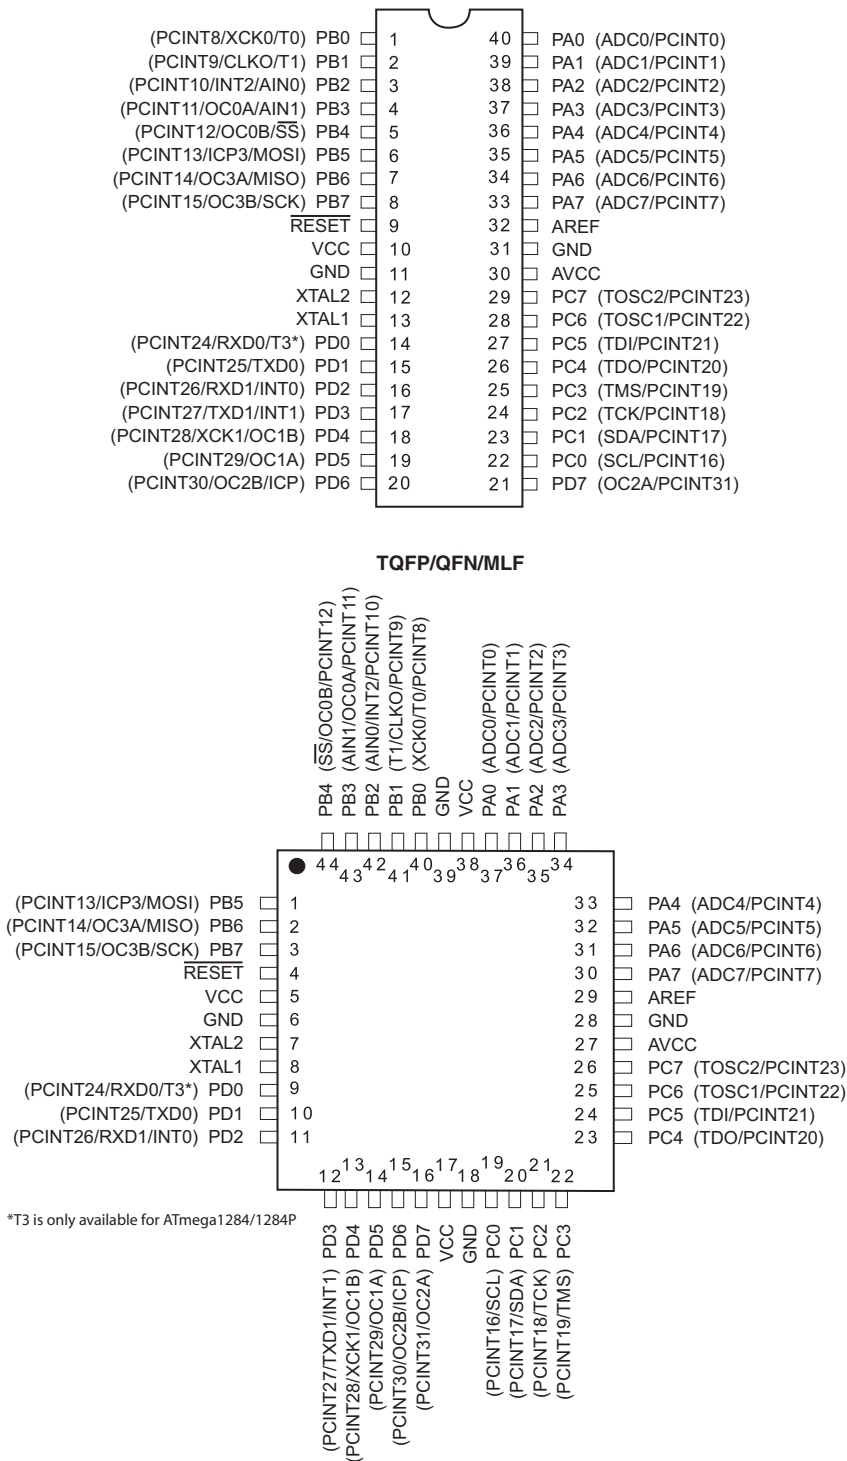 (PCINT8/XCK0/T0) PB0 1 40 PA0 (ADC0/PCINT0)
(PCINT9/CLKO/T1) PB1 2 39 PA1 (ADC1/PCINT1)
(PCINT10/INT2/AIN0) PB2 3 38 PA2 (ADC2/PCINT2)
(PCINT11/OC0A/AIN1) PB3 4 37 PA3 (ADC3/PCINT3)
(PCINT12/OC0B/SS) PB4 5 36 PA4 (ADC4/PCINT4)
(PCINT13/ICP3/MOSI) PB5 6 35 PA5 (ADC5/PCINT5)
(PCINT14/OC3A/MISO) PB6 7 34 PA6 (ADC6/PCINT6)
(PCINT15/OC3B/SCK) PB7 8 33 PA7 (ADC7/PCINT7)
RESET 9 32 AREF
VCC 10 31 GND
GND 11 30 AVCC
XTAL2 12 29 PC7 (TOSC2/PCINT23)
XTAL1 13 28 PC6 (TOSC1/PCINT22)
(PCINT24/RXD0/T3*) PD0 14 27 PC5 (TDI/PCINT21)
(PCINT25/TXD0) PD1 15 26 PC4 (TDO/PCINT20)
(PCINT26/RXD1/INT0) PD2 16 25 PC3 (TMS/PCINT19)
(PCINT27/TXD1/INT1) PD3 17 24 PC2 (TCK/PCINT18)
(PCINT28/XCK1/OC1B) PD4 18 23 PC1 (SDA/PCINT17)
(PCINT29/OC1A) PD5 19 22 PC0 (SCL/PCINT16)
(PCINT30/OC2B/ICP) PD6 20 21 PD7 (OC2A/PCINT31)
TQFP/QFN/MLF
PB4 (SS/OC0B/PCINT12)
PB3 (AIN1/OC0A/PCINT11)
PB2 (AIN0/INT2/PCINT10)
PB1 (T1/CLKO/PCINT9)
PB0 (XCK0/T0/PCINT8)
GND
VCC
PA0 (ADC0/PCINT0)
PA1 (ADC1/PCINT1)
PA2 (ADC2/PCINT2)
PA3 (ADC3/PCINT3)
44 43 42 41 40 39 38 37 36 35 34
(PCINT13/ICP3/MOSI) PB5 1 33 PA4 (ADC4/PCINT4)
(PCINT14/OC3A/MISO) PB6 2 32 PA5 (ADC5/PCINT5)
(PCINT15/OC3B/SCK) PB7 3 31 PA6 (ADC6/PCINT6)
RESET 4 30 PA7 (ADC7/PCINT7)
VCC 5 29 AREF
GND 6 28 GND
XTAL2 7 27 AVCC
XTAL1 8 26 PC7 (TOSC2/PCINT23)
(PCINT24/RXD0/T3*) PD0 9 25 PC6 (TOSC1/PCINT22)
(PCINT25/TXD0) PD1 10 24 PC5 (TDI/PCINT21)
(PCINT26/RXD1/INT0) PD2 11 23 PC4 (TDO/PCINT20)
12 13 14 15 16 17 18 19 20 21 22
*T3 is only available for ATmega1284/1284P
(PCINT27/TXD1/INT1) PD3
(PCINT28/XCK1/OC1B) PD4
(PCINT29/OC1A) PD5
(PCINT30/OC2B/ICP) PD6
(PCINT31/OC2A) PD7
VCC
GND
(PCINT16/SCL) PC0
(PCINT17/SDA) PC1
(PCINT18/TCK) PC2
(PCINT19/TMS) PC3